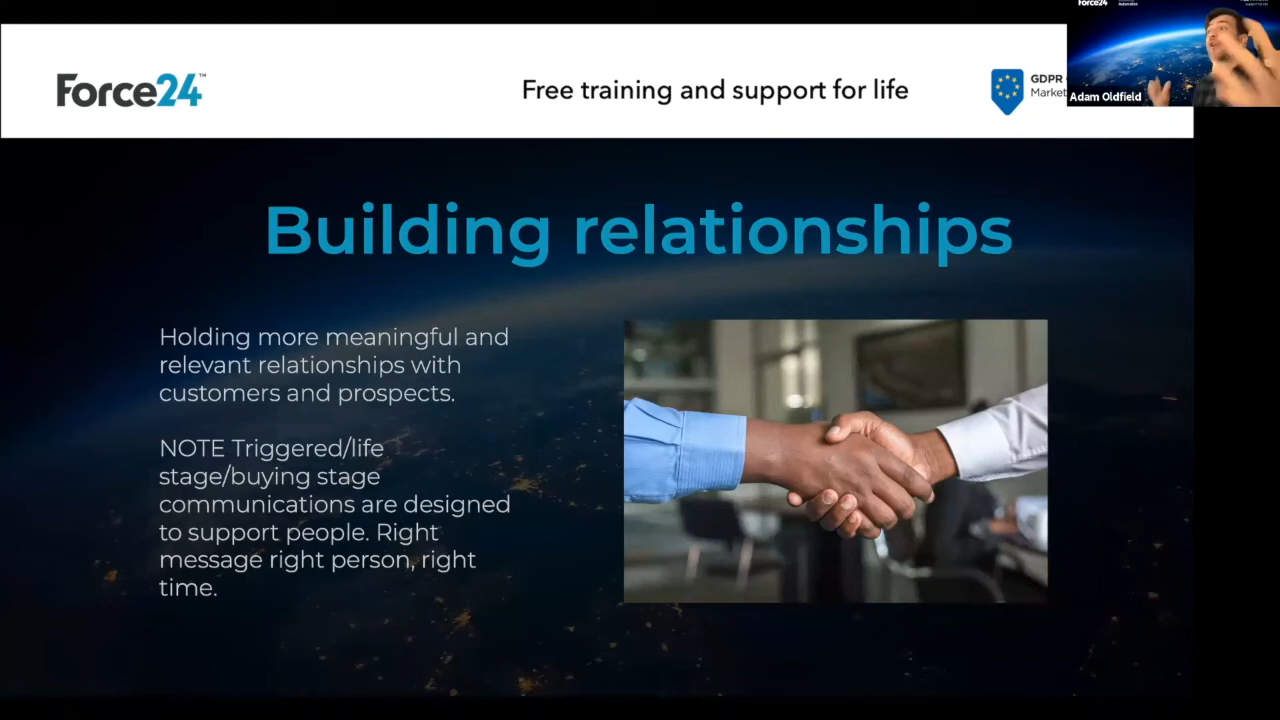 Force24™
Free training and support for life
GDPR
Market
Force24
Adam Oldfield
Building relationships
Holding more meaningful and
relevant relationships with
customers and prospects.
NOTE Triggered/life
stage/buying stage
communications are designed
to support people. Right
message right person, right
time.